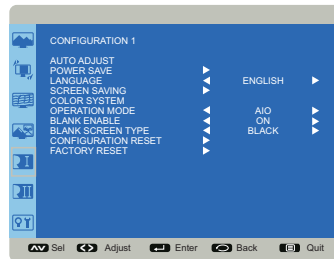 CONFIGURATION 1
AUTO ADJUST
POWER SAVE
LANGUAGE ENGLISH
SCREEN SAVING
COLOR SYSTEM
OPERATION MODE AIO
BLANK ENABLE ON
BLANK SCREEN TYPE BLACK
CONFIGURATION RESET
FACTORY RESET
Sel Adjust Enter Back Quit